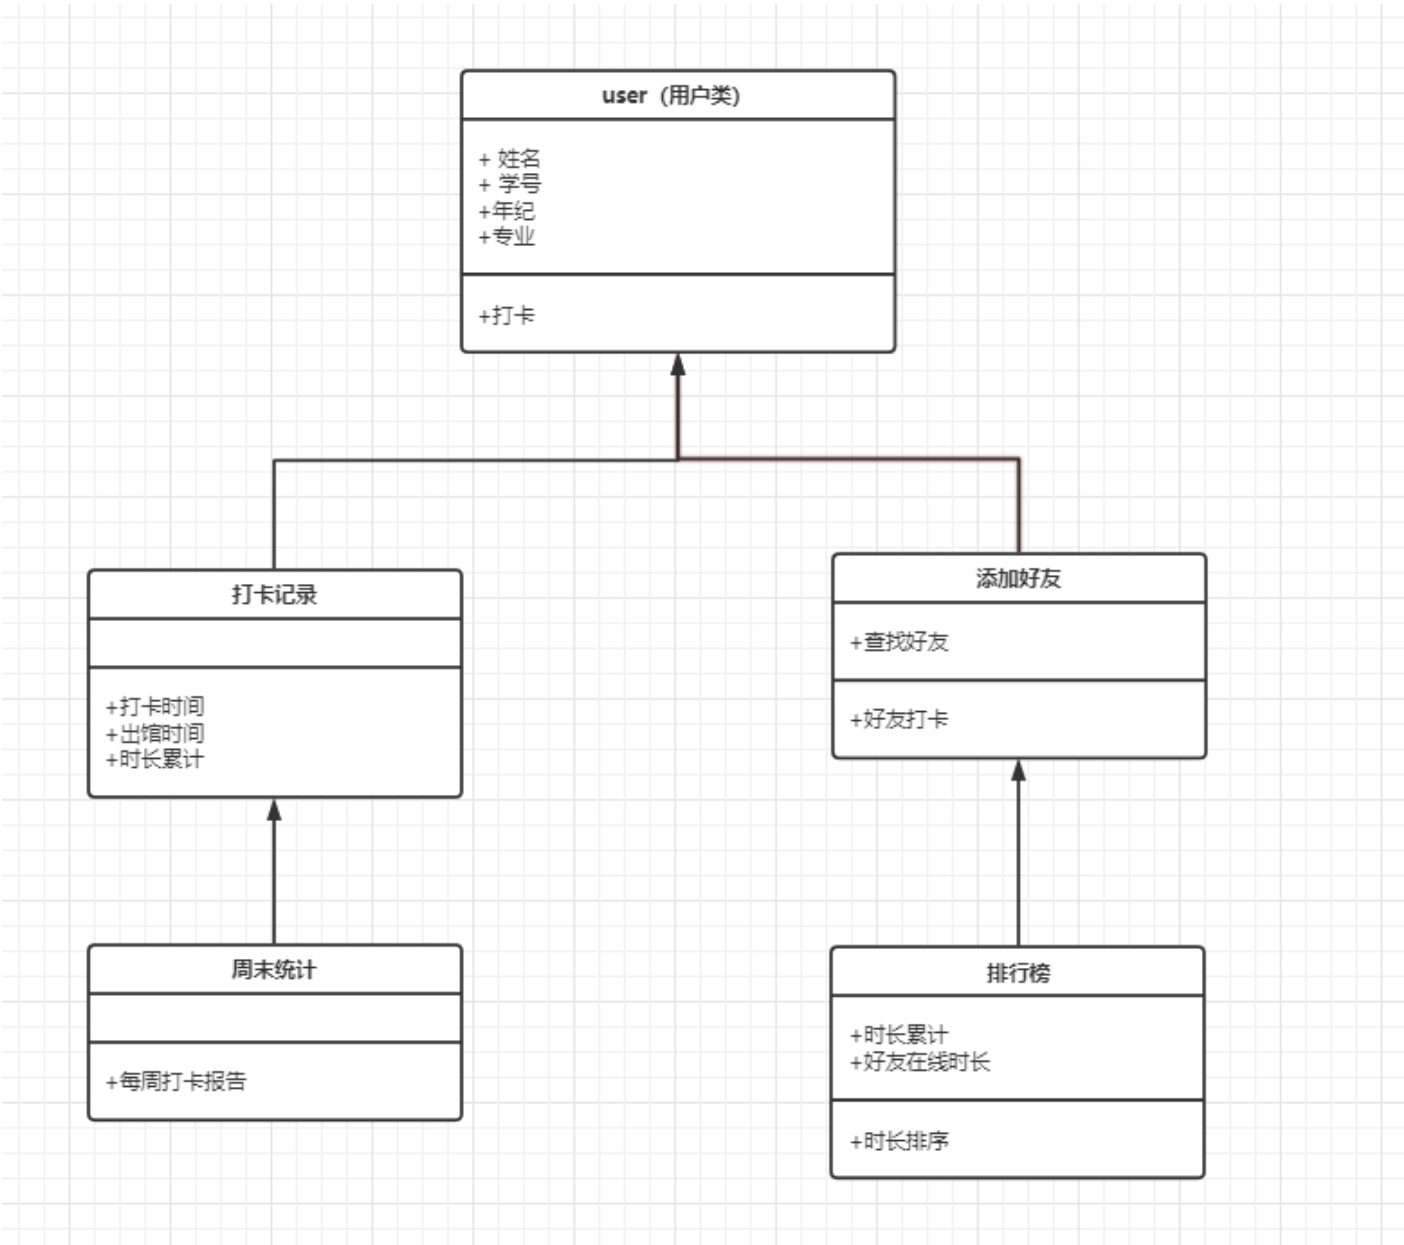 user (用户类)
+ 姓名
+ 学号
+年纪
+专业
+打卡
打卡记录
+打卡时间
+出馆时间
+时长累计
添加好友
+查找好友
+好友打卡
周末统计
+每周打卡报告
排行榜
+时长累计
+好友在线时长
+时长排序